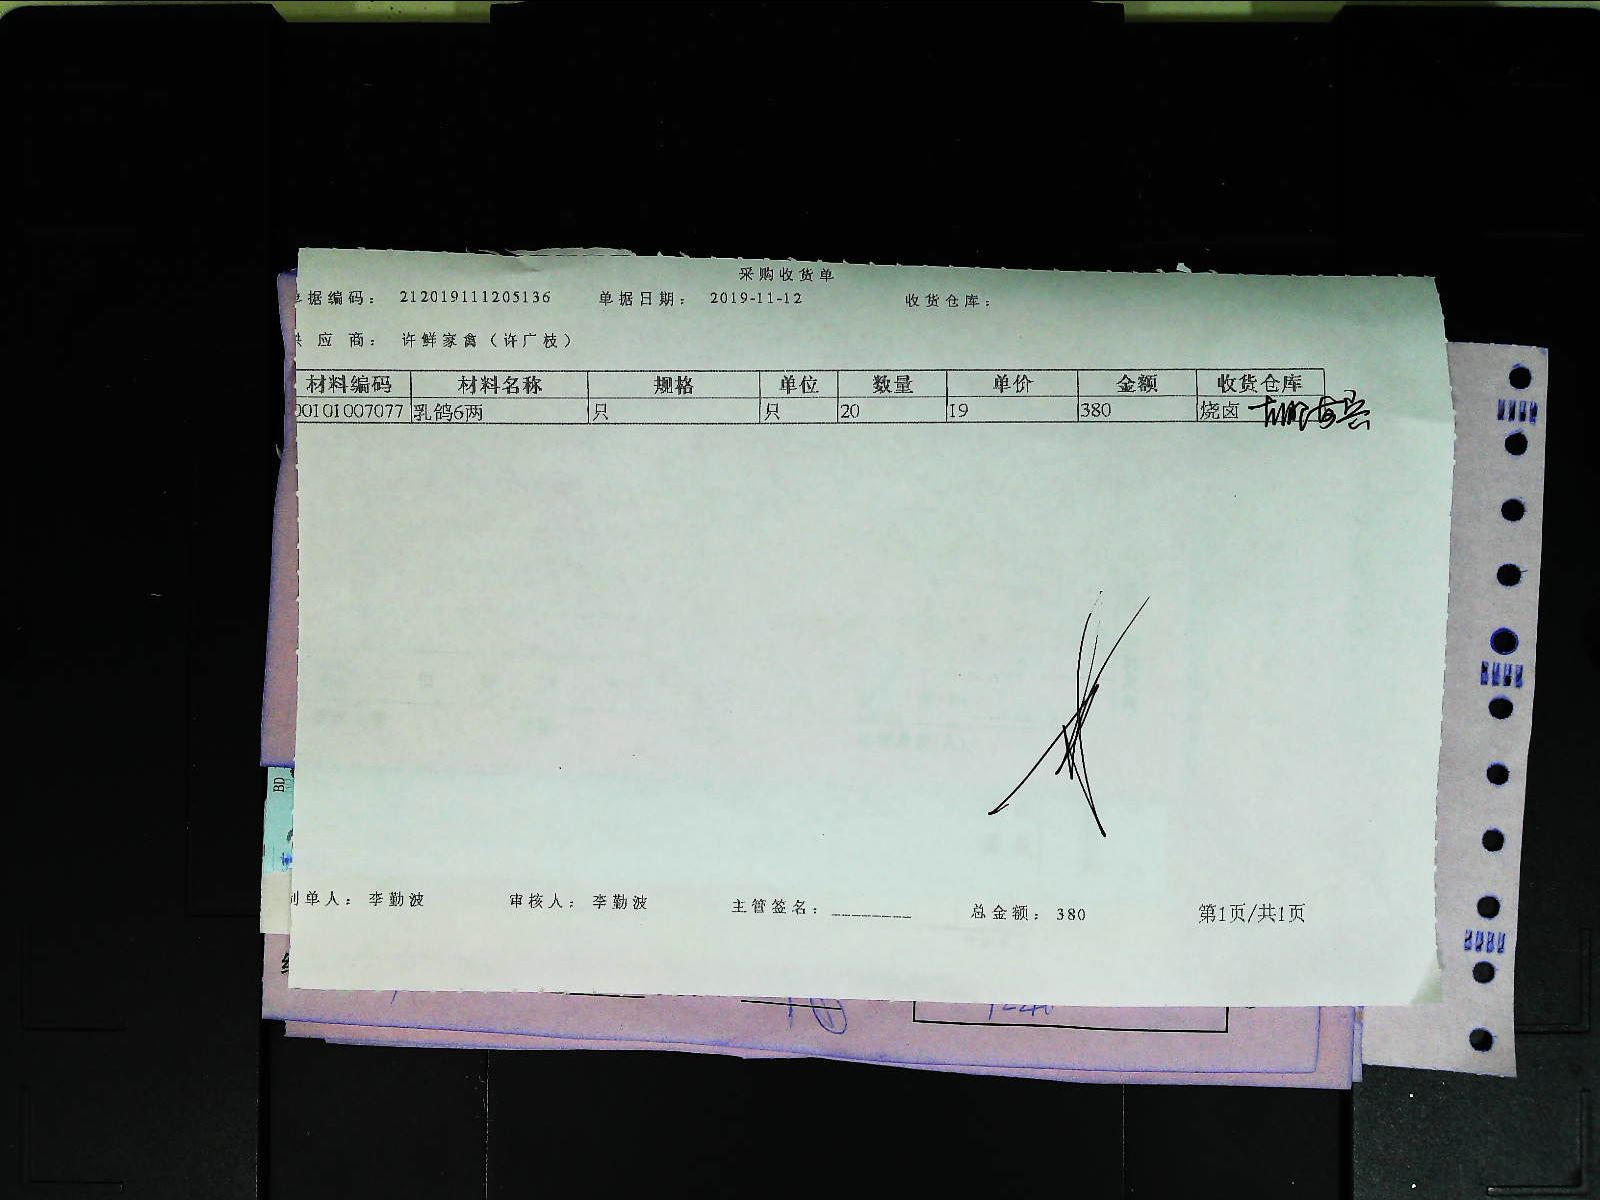 采购收货单
据编码： 212019111205136 单据日期： 2019-11-12 收货仓库：
应 商： 许鲜家禽（许广枝）
材料编码 材料名称 规格 单位 数量 单价 金额 收货仓库
00101007077 乳鸽6两 只 只 20 19 380 烧卤
单人： 李勤波 审核人： 李勤波 主管签名：________ 总金额： 380 第1页/共1页
BD